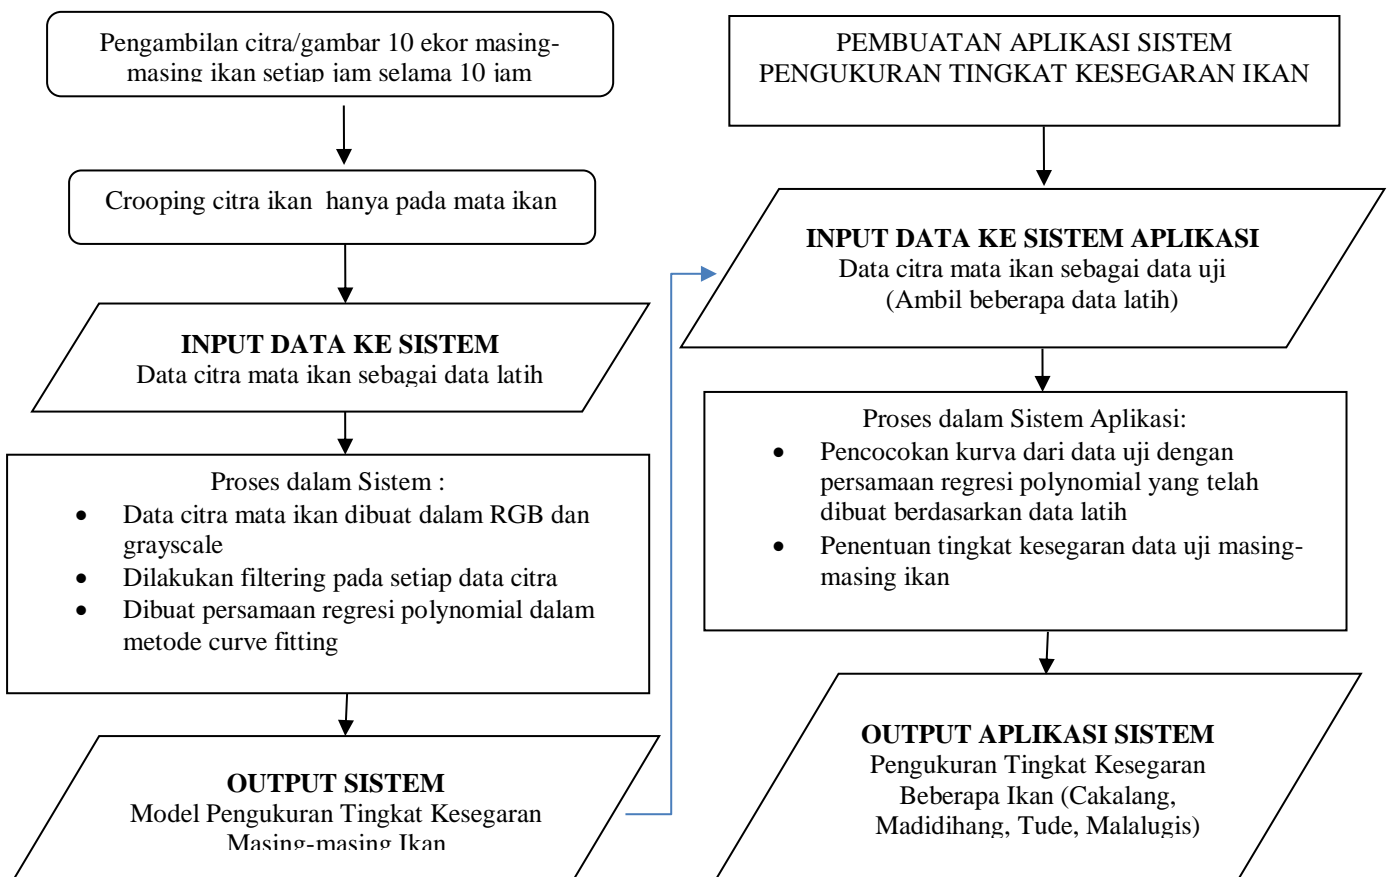 Pengambilan citra/gambar 10 ekor masing-
masing ikan setiap jam selama 10 jam
Crooping citra ikan hanya pada mata ikan
INPUT DATA KE SISTEM
Data citra mata ikan sebagai data latih
Proses dalam Sistem :
• Data citra mata ikan dibuat dalam RGB dan
grayscale
• Dilakukan filtering pada setiap data citra
• Dibuat persamaan regresi polynomial dalam
metode curve fitting
OUTPUT SISTEM
Model Pengukuran Tingkat Kesegaran
Masing-masing Ikan
PEMBUATAN APLIKASI SISTEM
PENGUKURAN TINGKAT KESEGARAN IKAN
INPUT DATA KE SISTEM APLIKASI
Data citra mata ikan sebagai data uji
(Ambil beberapa data latih)
Proses dalam Sistem Aplikasi:
• Pencocokan kurva dari data uji dengan
persamaan regresi polynomial yang telah
dibuat berdasarkan data latih
• Penentuan tingkat kesegaran data uji masing-
masing ikan
OUTPUT APLIKASI SISTEM
Pengukuran Tingkat Kesegaran
Beberapa Ikan (Cakalang,
Madidihang, Tude, Malalugis)